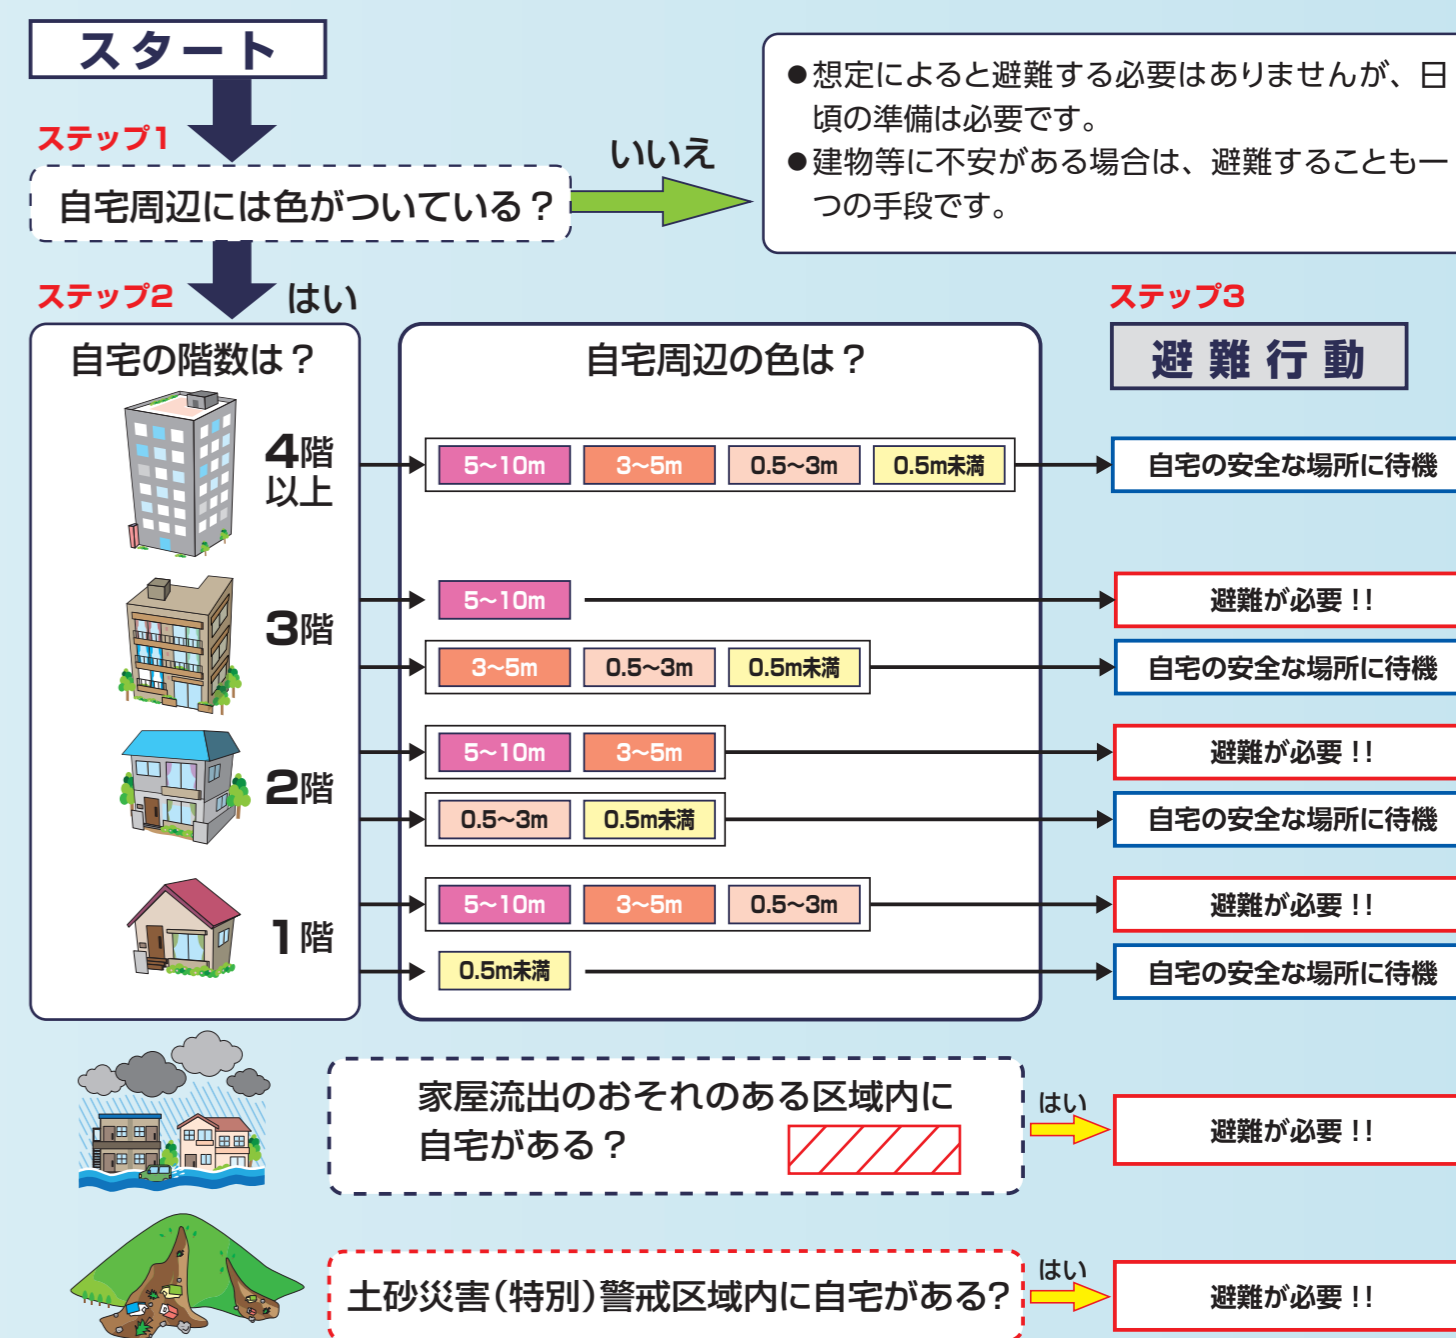 スタート
ステップ1
自宅周辺には色がついている？
いいえ
●想定によると避難する必要はありませんが、日
頃の準備は必要です。
●建物等に不安がある場合は、避難することも一
つの手段です。
ステップ2
はい
自宅の階数は？
自宅周辺の色は？
ステップ3
避難行動
4階
以上
5～10m 3～5m 0.5～3m 0.5m未満
自宅の安全な場所に待機
3階
5～10m
避難が必要！！
3～5m 0.5～3m 0.5m未満
自宅の安全な場所に待機
2階
5～10m 3～5m
避難が必要！！
0.5～3m 0.5m未満
自宅の安全な場所に待機
1階
5～10m 3～5m 0.5～3m
避難が必要！！
0.5m未満
自宅の安全な場所に待機
家屋流出のおそれのある区域内に
自宅がある？
はい
避難が必要！！
土砂災害（特別）警戒区域内に自宅がある？
はい
避難が必要！！